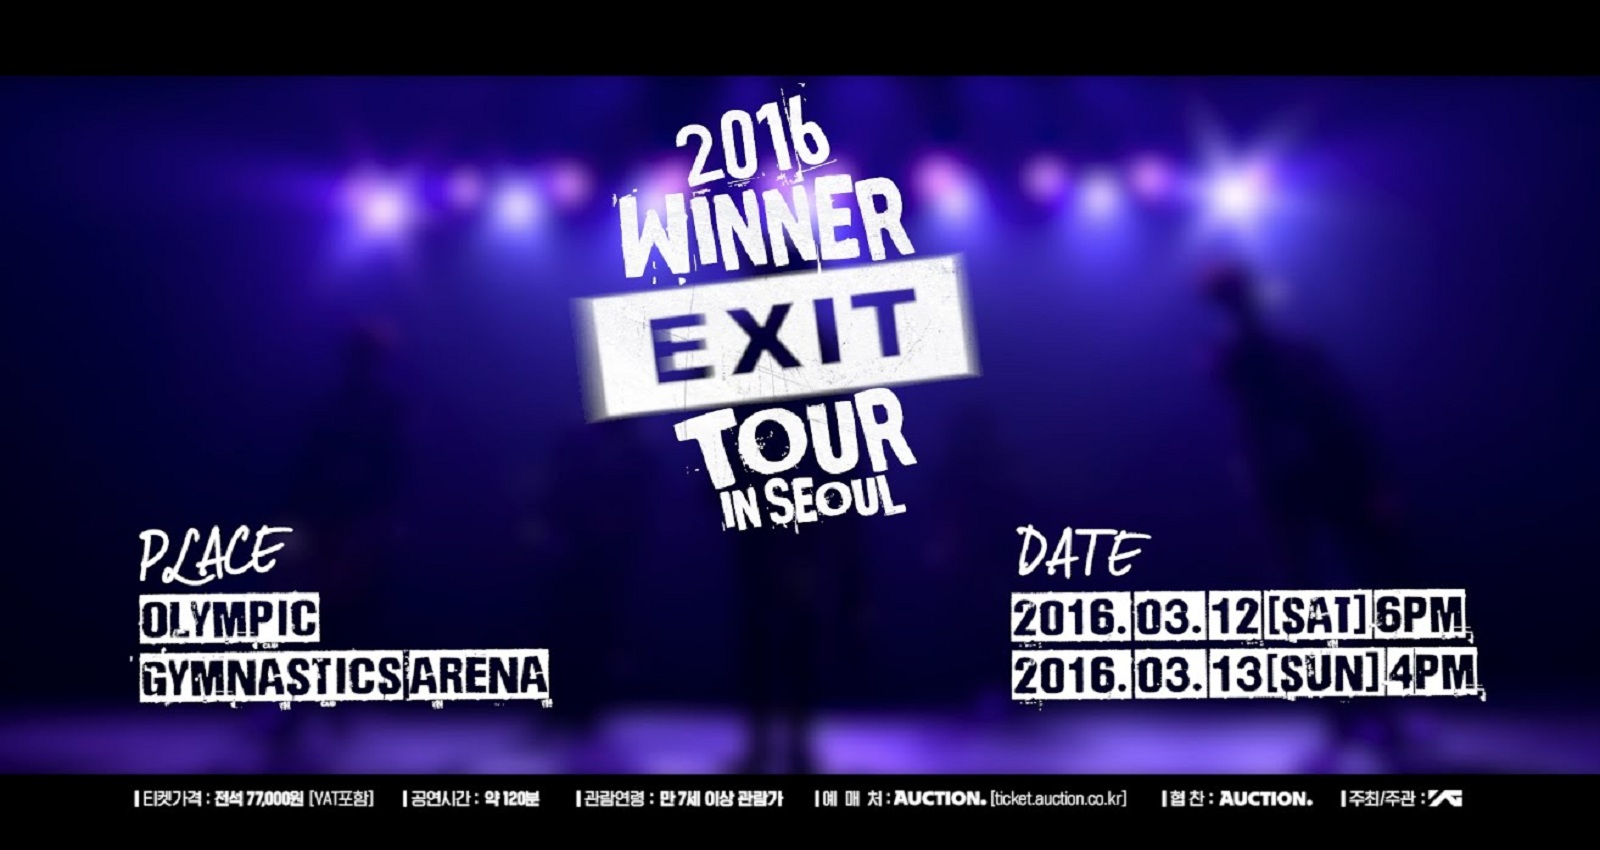 2016
WINNER
EXIT
TOUR
IN SEOUL
PLACE
OLYMPIC
GYMNASTICS ARENA
DATE
2016. 03. 12 [SAT] 6PM
2016. 03. 13 [SUN] 4PM
티켓가격 : 전석 77,000원 [VAT포함] 공연시간 : 약 120분 관람연령 : 만 7세 이상 관람가 예 매 처 : AUCTION. [ticket.auction.co.kr] 협 찬 : AUCTION. 주최/주관 : YG